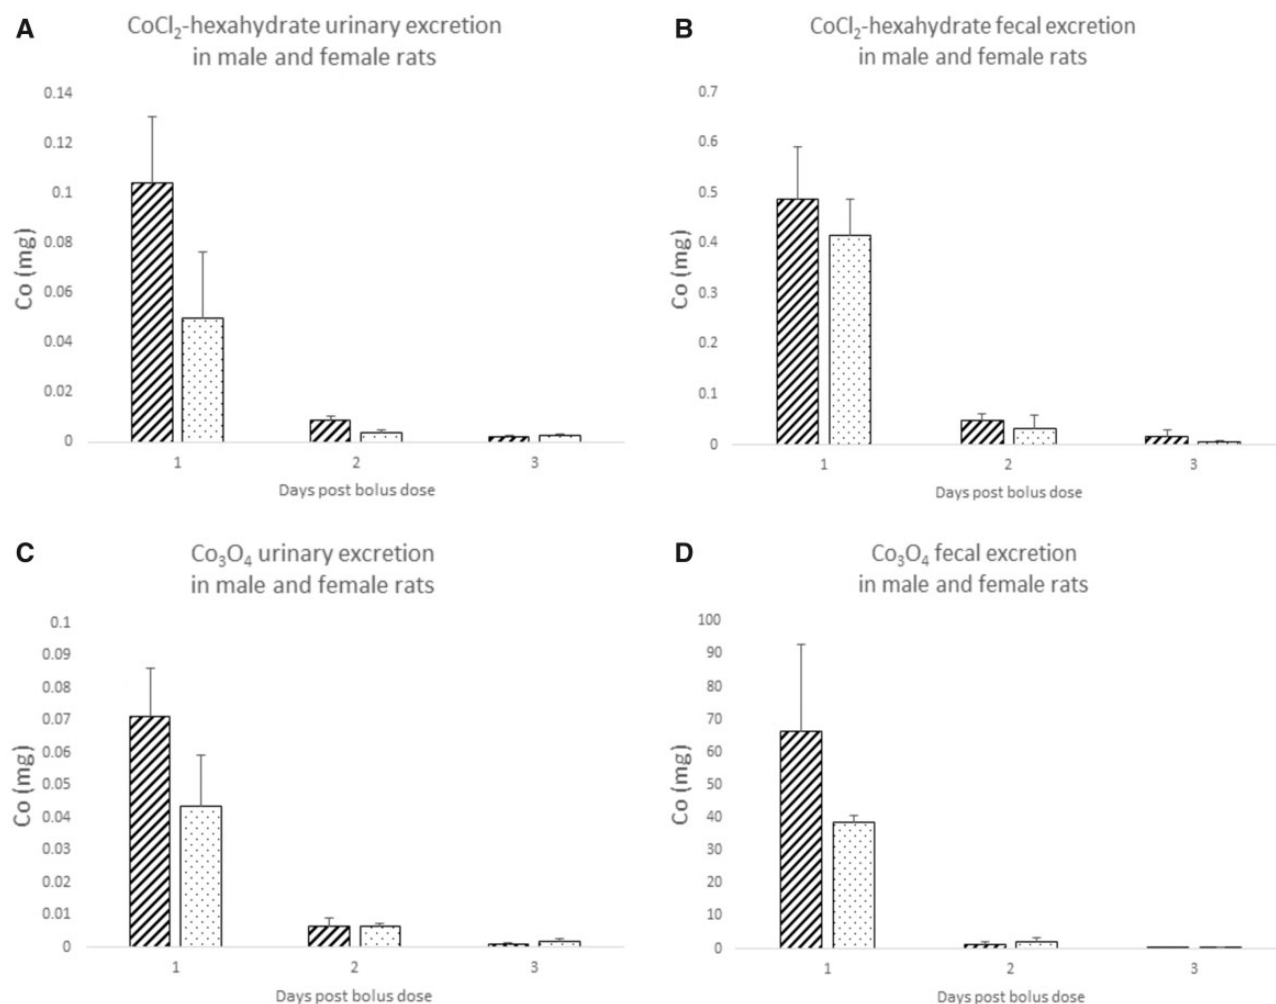 A
CoCl₂-hexahydrate urinary excretion
in male and female rats
0.14
0.12
0.1
0.08
0.06
0.04
0.02
0
Co (mg)
1 2 3
Days post bolus dose
B
CoCl₂-hexahydrate fecal excretion
in male and female rats
0.7
0.6
0.5
0.4
0.3
0.2
0.1
0
Co (mg)
1 2 3
Days post bolus dose
C
Co₃O₄ urinary excretion
in male and female rats
0.1
0.09
0.08
0.07
0.06
0.05
0.04
0.03
0.02
0.01
0
Co (mg)
1 2 3
Days post bolus dose
D
Co₃O₄ fecal excretion
in male and female rats
100
90
80
70
60
50
40
30
20
10
0
Co (mg)
1 2 3
Days post bolus dose